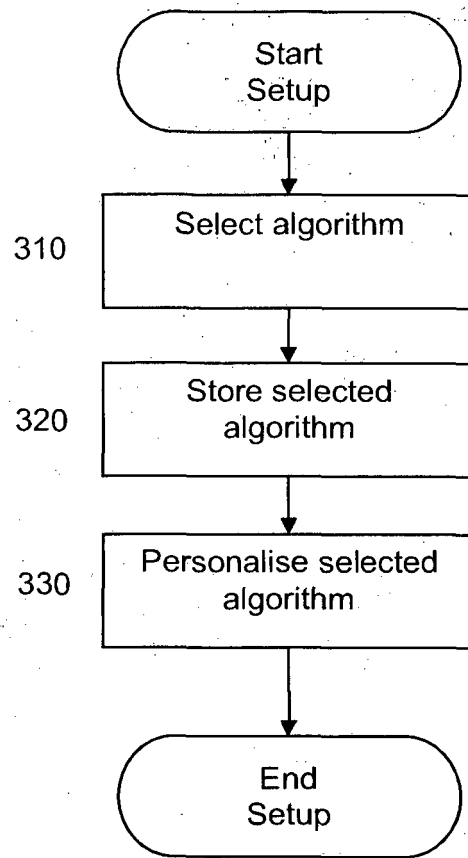 Start
Setup
310
Select algorithm
320
Store selected
algorithm
330
Personalise selected
algorithm
End
Setup